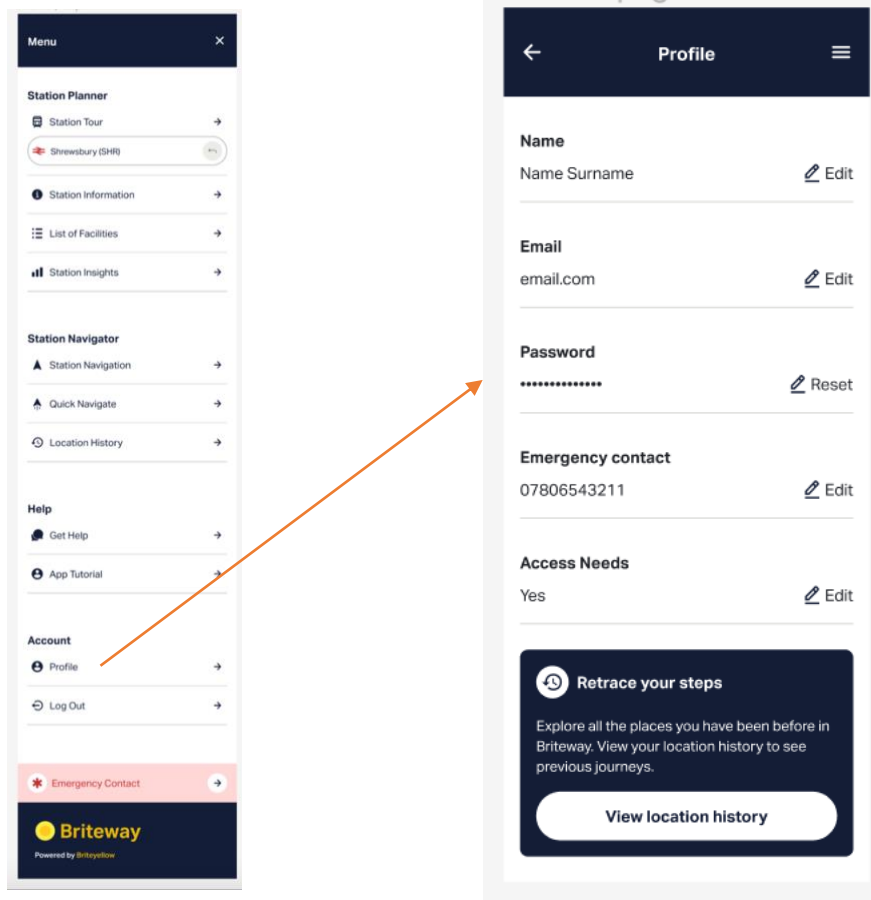 Menu
Station Planner
Station Tour
Shrewsbury (SHR)
Station Information
List of Facilities
Station Insights
Station Navigator
Station Navigation
Quick Navigate
Location History
Help
Get Help
App Tutorial
Account
Profile
Log Out
Emergency Contact
Briteway
Powered by Briteyellow
Profile
Name
Name Surname Edit
Email
email.com Edit
Password
•••••••••••••• Reset
Emergency contact
07806543211 Edit
Access Needs
Yes Edit
Retrace your steps
Explore all the places you have been before in
Briteway. View your location history to see
previous journeys.
View location history